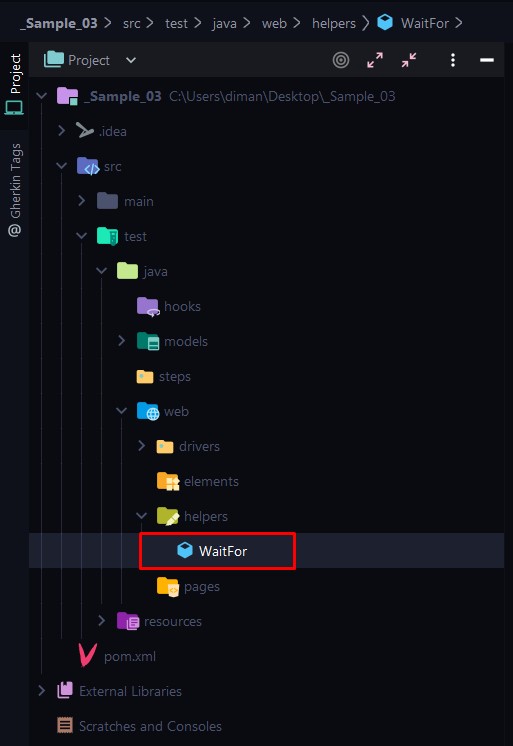 _Sample_03 > src > test > java > web > helpers > WaitFor >
Project
Project
_Sample_03 C:\Users\diman\Desktop\_Sample_03
.idea
@ Gherkin Tags
src
main
test
java
hooks
models
steps
web
drivers
elements
helpers
WaitFor
pages
resources
pom.xml
External Libraries
Scratches and Consoles